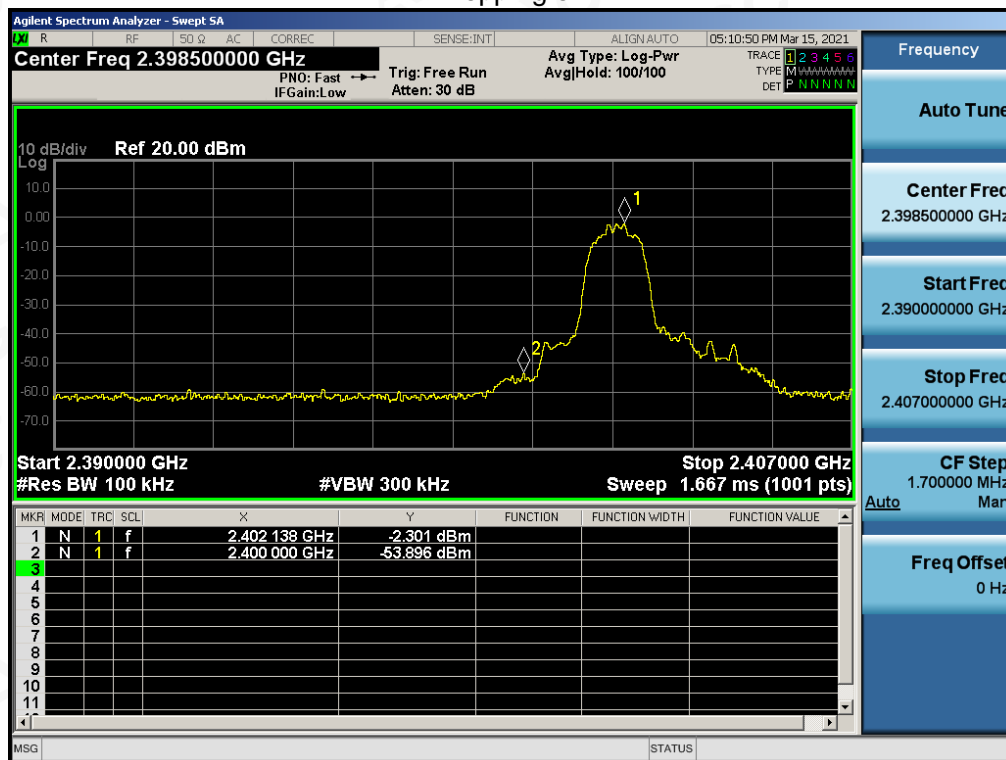 Agilent Spectrum Analyzer - Swept SA
LXI R RF 50 Ω AC CORREC SENSE:INT ALIGNAUTO 05:10:50 PM Mar 15, 2021
Center Freq 2.398500000 GHz
PNO: Fast
IFGain:Low
Trig: Free Run
Atten: 30 dB
Avg Type: Log-Pwr
Avg|Hold: 100/100
TRACE 1 2 3 4 5 6
TYPE M
DET P N N N N N
10 dB/div Ref 20.00 dBm
Log
10.0
0.00
-10.0
-20.0
-30.0
-40.0
-50.0
-60.0
-70.0
1
2
Start 2.390000 GHz Stop 2.407000 GHz
#Res BW 100 kHz #VBW 300 kHz Sweep 1.667 ms (1001 pts)
MKR MODE TRC SCL X Y FUNCTION FUNCTION WIDTH FUNCTION VALUE
1 N 1 f 2.402 138 GHz -2.301 dBm
2 N 1 f 2.400 000 GHz -53.896 dBm
3
4
5
6
7
8
9
10
11
MSG STATUS
Frequency
Auto Tune
Center Freq
2.398500000 GHz
Start Freq
2.390000000 GHz
Stop Freq
2.407000000 GHz
CF Step
1.700000 MHz
Auto Man
Freq Offset
0 Hz